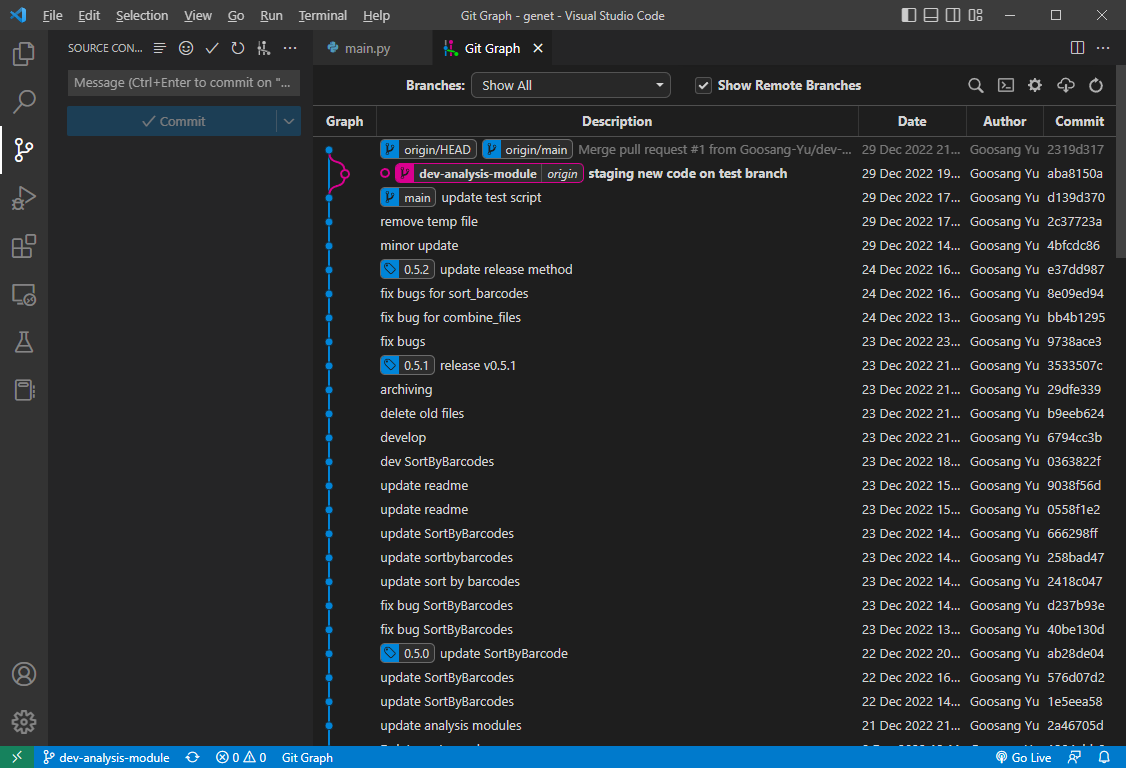 File Edit Selection View Go Run Terminal Help Git Graph - genet - Visual Studio Code
SOURCE CON...
main.py Git Graph
Message (Ctrl+Enter to commit on "...
Commit
Branches: Show All Show Remote Branches
Graph Description Date Author Commit
origin/HEAD origin/main Merge pull request #1 from Goosang-Yu/dev-... 29 Dec 2022 21... Goosang Yu 2319d317
dev-analysis-module origin staging new code on test branch 29 Dec 2022 19... Goosang Yu aba8150a
main update test script 29 Dec 2022 17... Goosang Yu d139d370
remove temp file 29 Dec 2022 17... Goosang Yu 2c37723a
minor update 29 Dec 2022 14... Goosang Yu 4bfcdc86
0.5.2 update release method 24 Dec 2022 16... Goosang Yu e37dd987
fix bugs for sort_barcodes 24 Dec 2022 16... Goosang Yu 8e09ed94
fix bug for combine_files 24 Dec 2022 13... Goosang Yu bb4b1295
fix bugs 23 Dec 2022 23... Goosang Yu 9738ace3
0.5.1 release v0.5.1 23 Dec 2022 21... Goosang Yu 3533507c
archiving 23 Dec 2022 21... Goosang Yu 29dfe339
delete old files 23 Dec 2022 21... Goosang Yu b9eeb624
develop 23 Dec 2022 21... Goosang Yu 6794cc3b
dev SortByBarcodes 23 Dec 2022 18... Goosang Yu 0363822f
update readme 23 Dec 2022 15... Goosang Yu 9038f56d
update readme 23 Dec 2022 15... Goosang Yu 0558f1e2
update SortByBarcodes 23 Dec 2022 14... Goosang Yu 666298ff
update sortbybarcodes 23 Dec 2022 14... Goosang Yu 258bad47
update sort by barcodes 23 Dec 2022 14... Goosang Yu 2418c047
fix bug SortByBarcodes 23 Dec 2022 14... Goosang Yu d237b93e
fix bug SortByBarcodes 23 Dec 2022 13... Goosang Yu 40be130d
0.5.0 update SortByBarcode 22 Dec 2022 20... Goosang Yu ab28de04
update SortByBarcodes 22 Dec 2022 16... Goosang Yu 576d07d2
update SortByBarcodes 22 Dec 2022 14... Goosang Yu 1e5eea58
update analysis modules 21 Dec 2022 21... Goosang Yu 2a46705d
dev-analysis-module 0 0 Git Graph Go Live